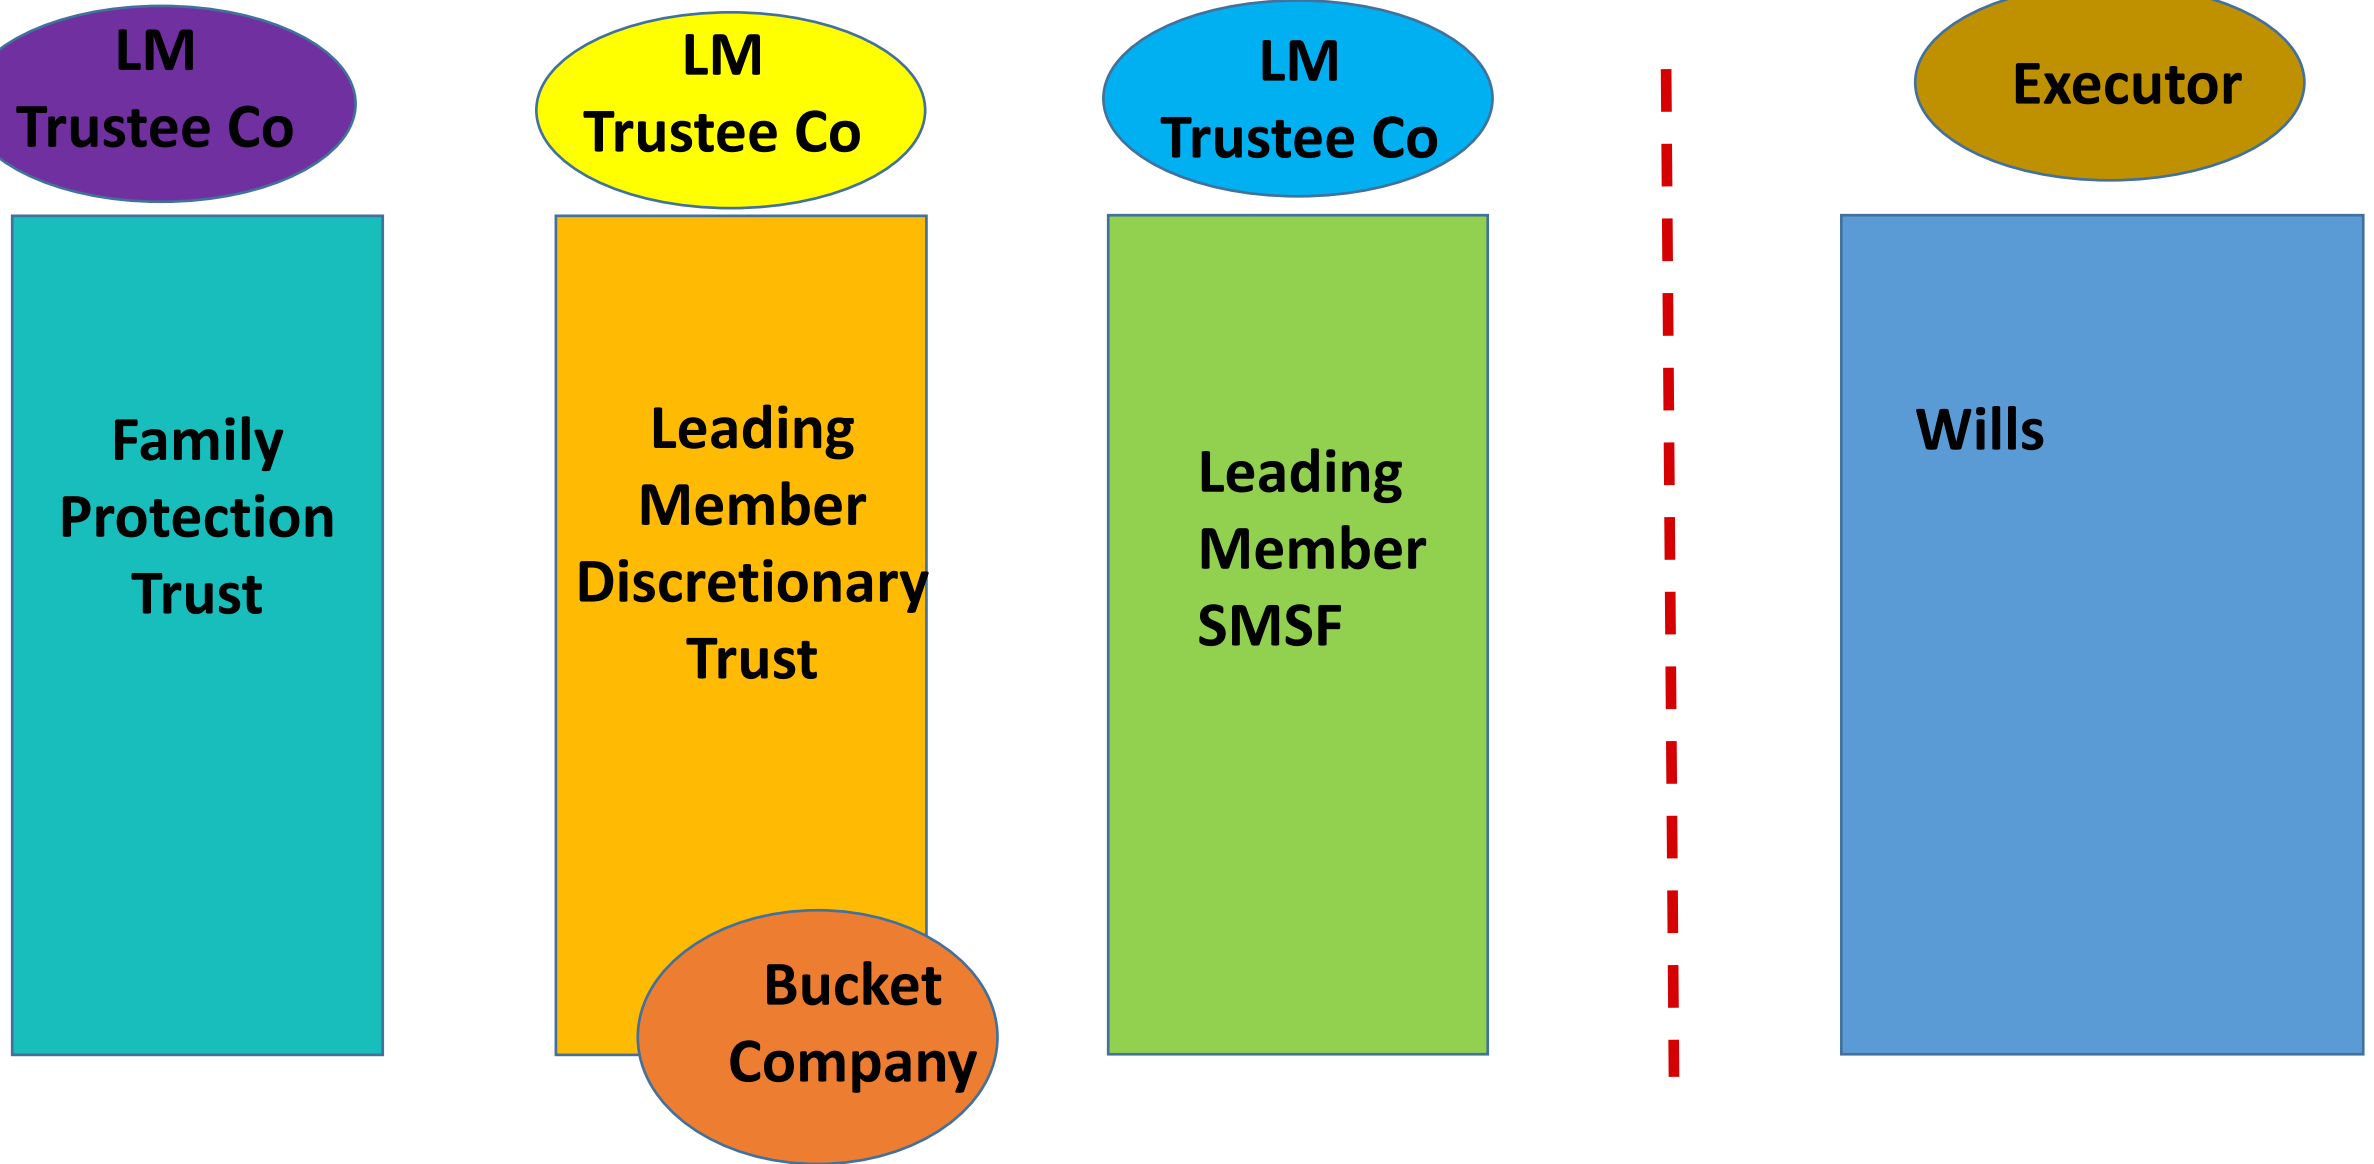 LM
Trustee Co
LM
Trustee Co
LM
Trustee Co
Executor
Family
Protection
Trust
Leading
Member
Discretionary
Trust
Leading
Member
SMSF
Wills
Bucket
Company